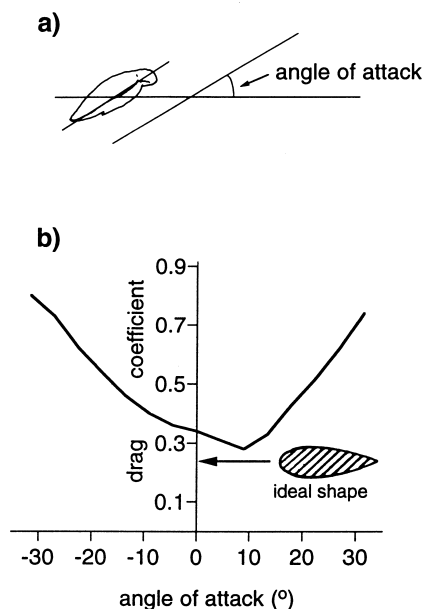 a)
angle of attack
b)
drag coefficient
0.9
0.7
0.5
0.3
0.1
ideal shape
-30 -20 -10 0 10 20 30
angle of attack (º)